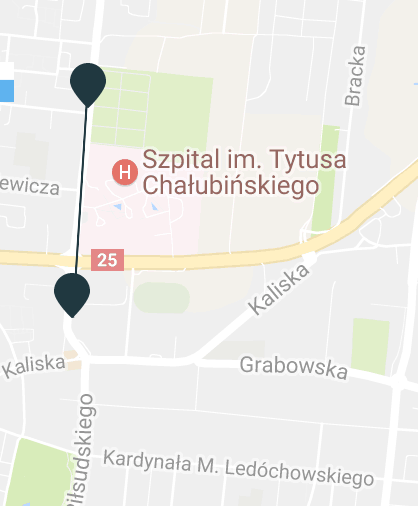 Bracka
H
Szpital im. Tytusa
Chałubińskiego
ewicza
25
Kaliska
Kaliska
Grabowska
Piłsudskiego
Kardynała M. Ledóchowskiego